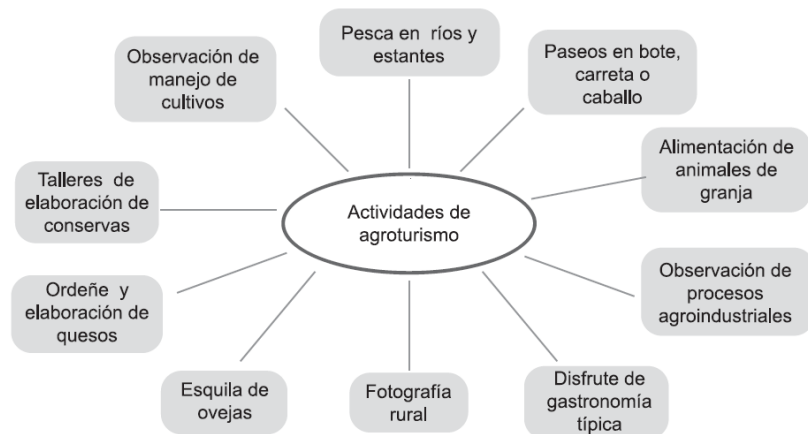 Pesca en ríos y
estantes
Observación de
manejo de
cultivos
Paseos en bote,
carreta o
caballo
Talleres de
elaboración de
conservas
Actividades de
agroturismo
Alimentación de
animales de
granja
Ordeñe y
elaboración de
quesos
Observación de
procesos
agroindustriales
Esquila de
ovejas
Fotografía
rural
Disfrute de
gastronomía
típica